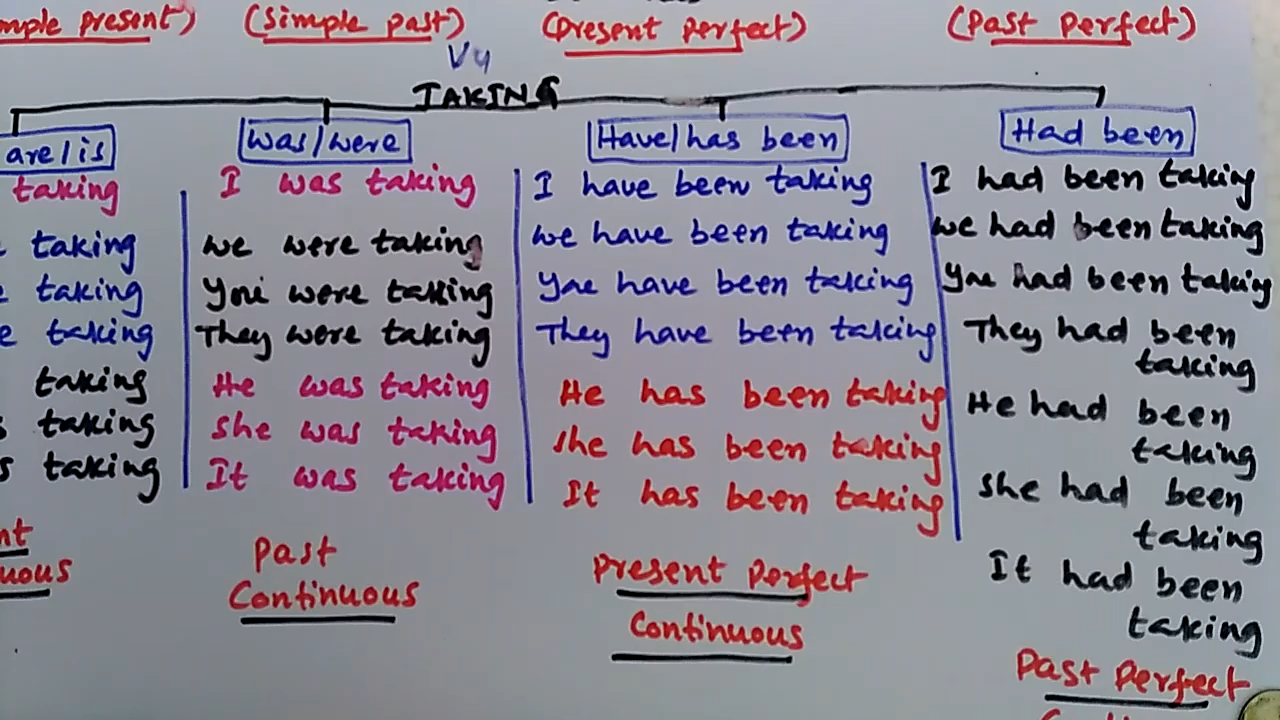 (Simple past)
(Present perfect)
(Past perfect)
V4
TAKING
are/is
taking
taking
taking
taking
taking
taking
taking
Was/were
I was taking
we were taking
You were taking
They were taking
He was taking
she was taking
It was taking
Past
Continuous
Have/has been
I have been taking
we have been taking
You have been taking
They have been taking
He has been taking
she has been taking
It has been taking
Present perfect
Continuous
Had been
I had been taking
we had been taking
You had been taking
They had been
taking
He had been
taking
she had been
taking
It had been
taking
Past perfect